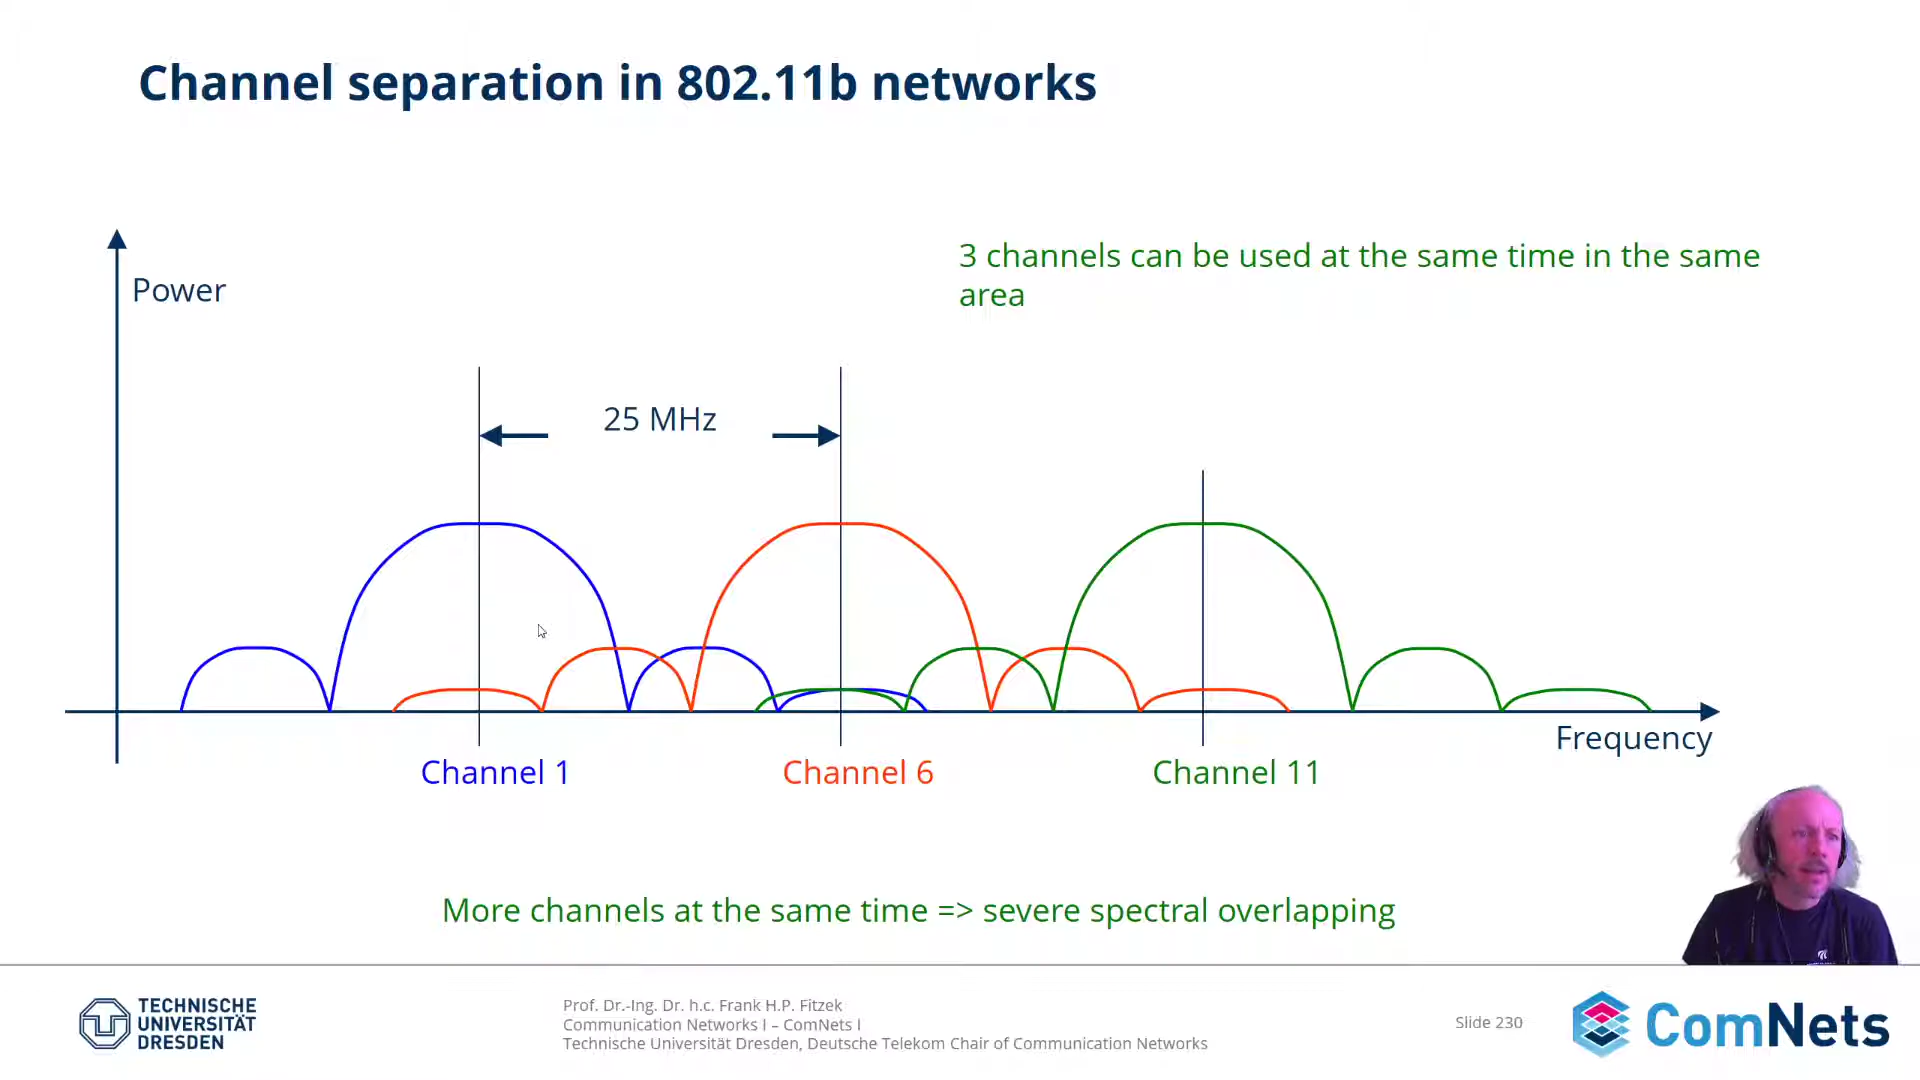 Channel separation in 802.11b networks
3 channels can be used at the same time in the same
area
Power
25 MHz
Frequency
Channel 1
Channel 6
Channel 11
More channels at the same time => severe spectral overlapping
TECHNISCHE
UNIVERSITÄT
DRESDEN
Prof. Dr.-Ing. Dr. h.c. Frank H.P. Fitzek
Communication Networks I – ComNets I
Technische Universität Dresden, Deutsche Telekom Chair of Communication Networks
Slide 230
ComNets